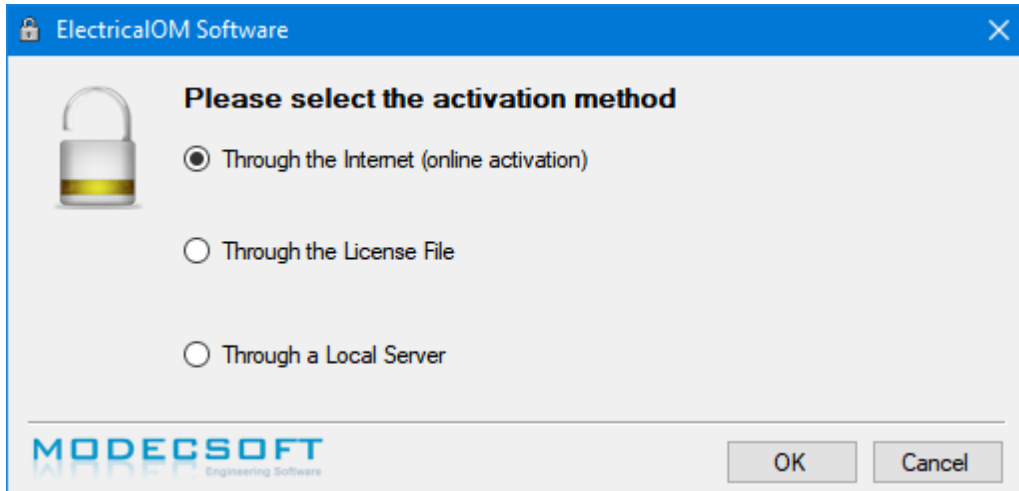 ElectricalOM Software
Please select the activation method
Through the Internet (online activation)
Through the License File
Through a Local Server
MODECSOFT
Engineering Software
OK
Cancel